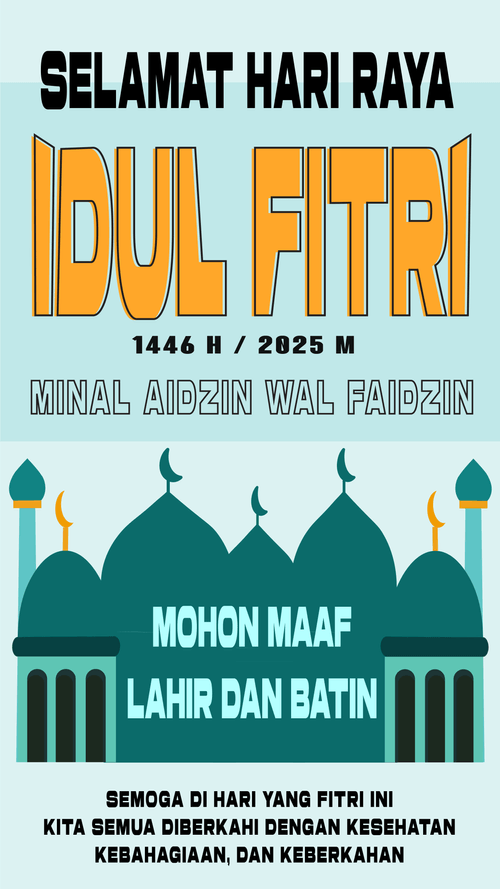 SELAMAT HARI RAYA
IDUL FITRI
1446 H / 2025 M
MINAL AIDZIN WAL FAIDZIN
MOHON MAAF
LAHIR DAN BATIN
SEMOGA DI HARI YANG FITRI INI
KITA SEMUA DIBERKAHI DENGAN KESEHATAN
KEBAHAGIAAN, DAN KEBERKAHAN